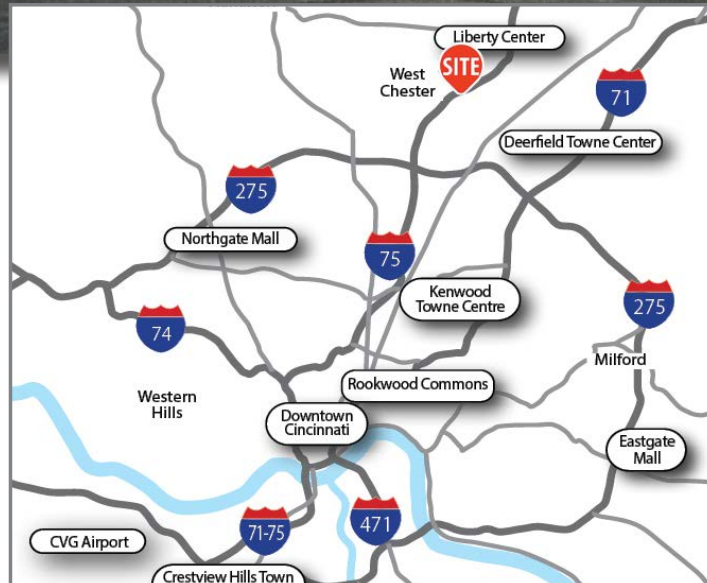 Liberty Center
SITE
West
Chester
71
Deerfield Towne Center
275
Northgate Mall
75
Kenwood
Towne Centre
275
74
Milford
Rookwood Commons
Western
Hills
Downtown
Cincinnati
Eastgate
Mall
71-75
471
CVG Airport
Crestview Hills Town